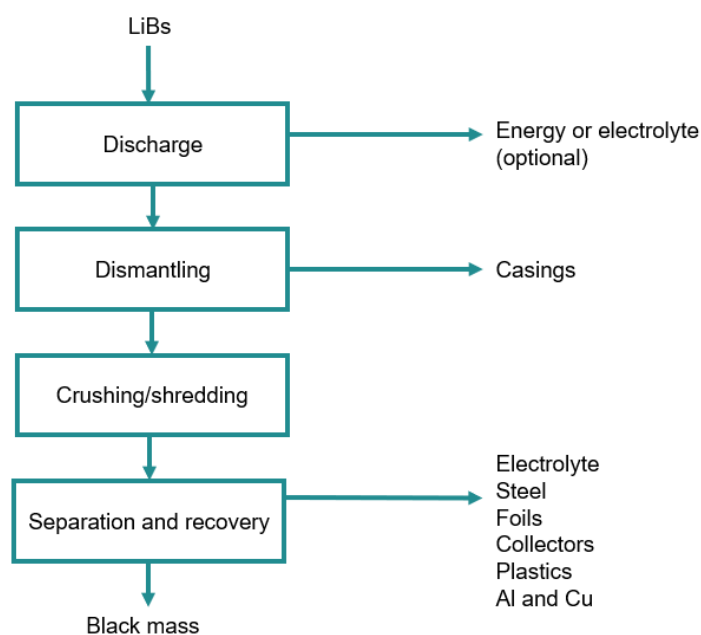 LiBs
Discharge
Energy or electrolyte
(optional)
Dismantling
Casings
Crushing/shredding
Separation and recovery
Electrolyte
Steel
Foils
Collectors
Plastics
Al and Cu
Black mass